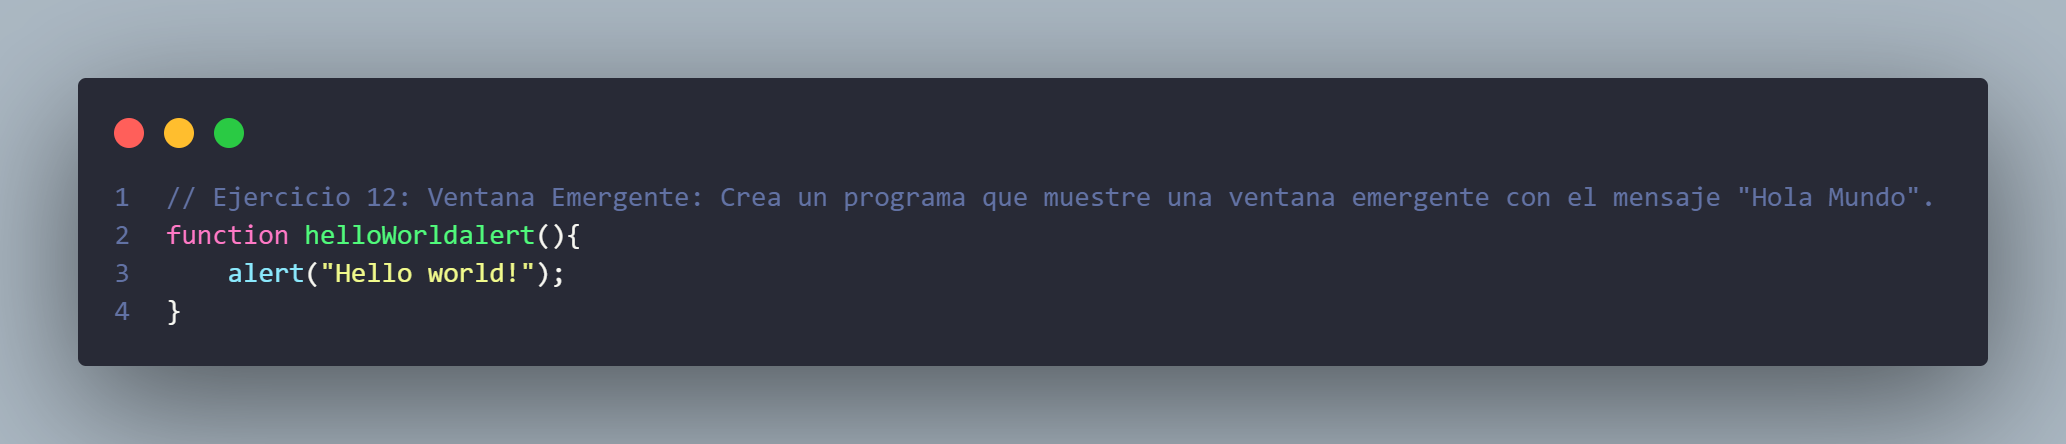 1 // Ejercicio 12: Ventana Emergente: Crea un programa que muestre una ventana emergente con el mensaje "Hola Mundo".
2 function helloWorldalert(){
3     alert("Hello world!");
4 }